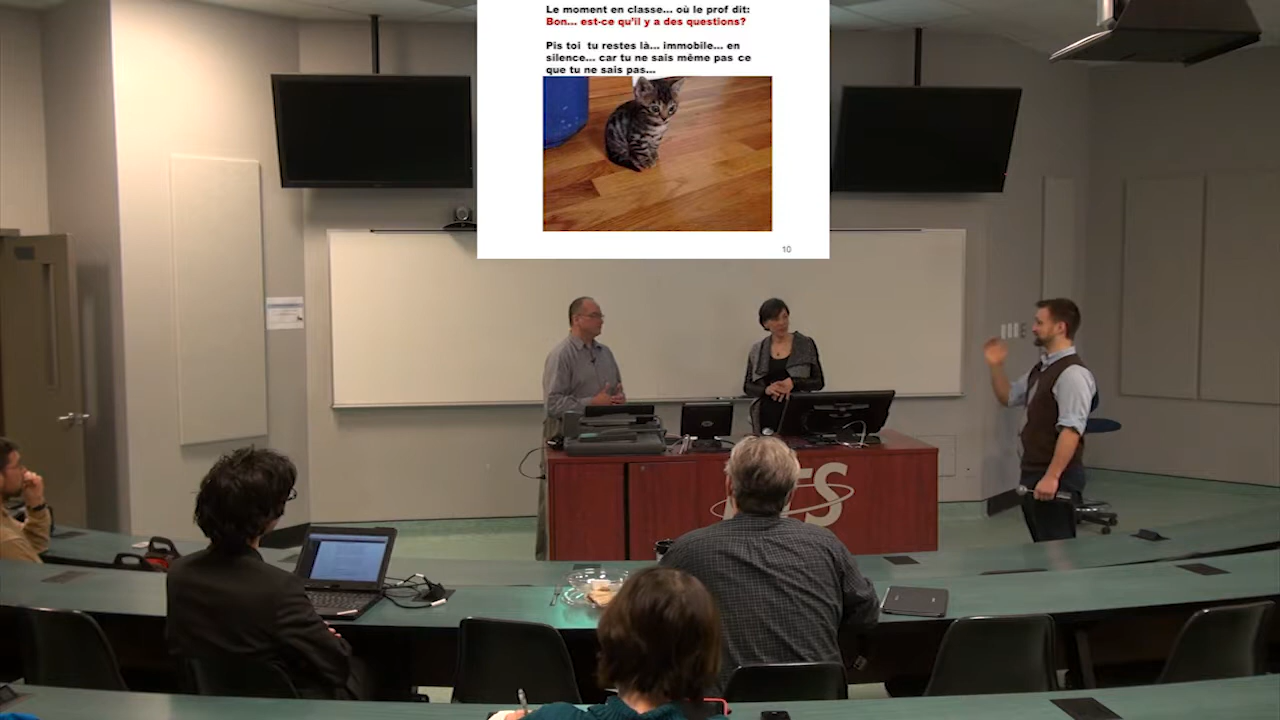 Le moment en classe... où le prof dit:
Bon... est-ce qu'il y a des questions?
Pis toi tu restes là... immobile... en
silence... car tu ne sais même pas ce
que tu ne sais pas...
10